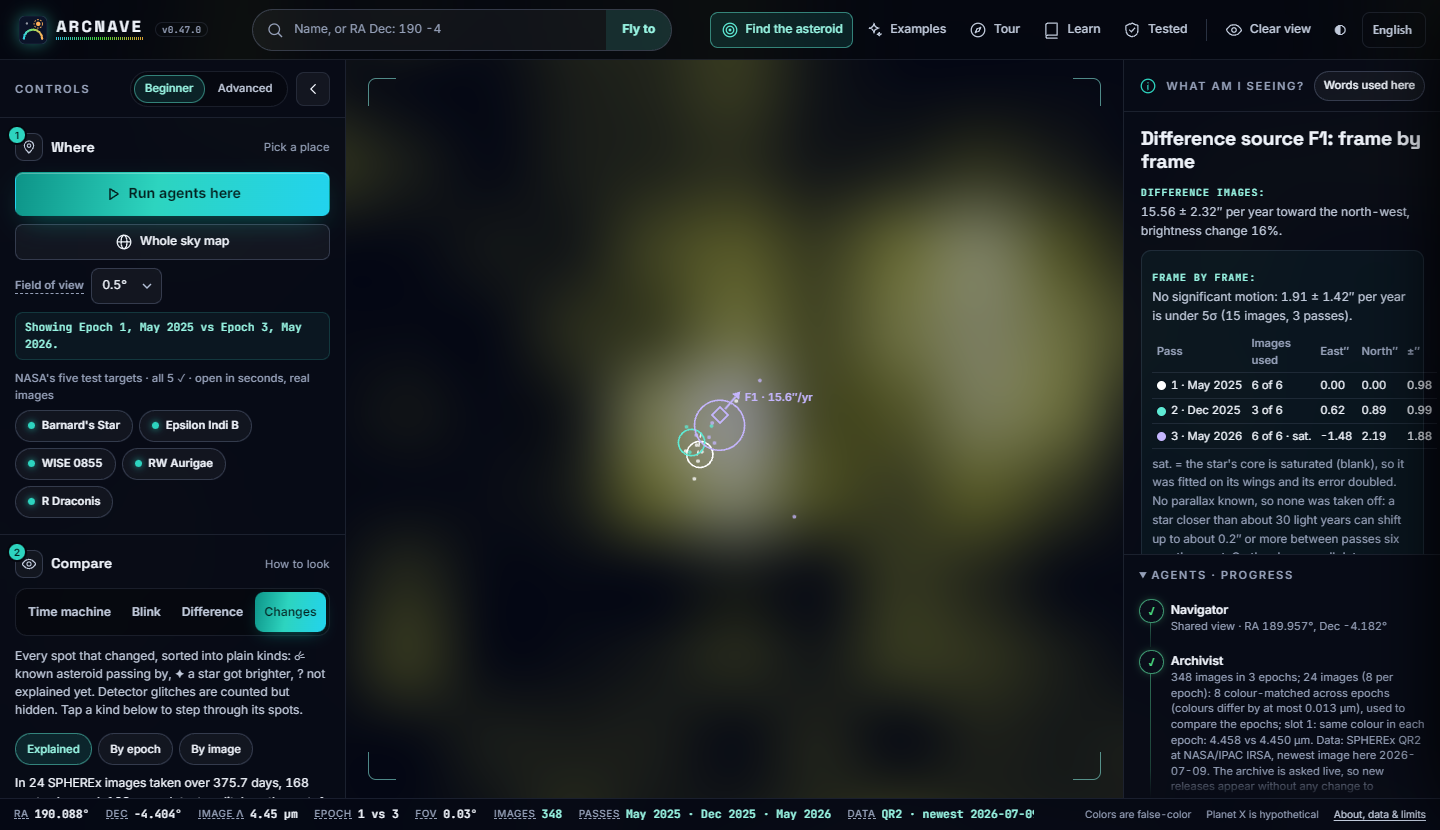 ARCNAVE v0.47.0
Name, or RA Dec: 190 -4
Fly to
Find the asteroid
Examples
Tour
Learn
Tested
Clear view
English
CONTROLS
Beginner
Advanced
1
Where
Pick a place
Run agents here
Whole sky map
Field of view
0.5°
Showing Epoch 1, May 2025 vs Epoch 3, May
2026.
NASA's five test targets · all 5 ✓ · open in seconds, real
images
Barnard's Star
Epsilon Indi B
WISE 0855
RW Aurigae
R Draconis
2
Compare
How to look
Time machine
Blink
Difference
Changes
Every spot that changed, sorted into plain kinds: ☄
known asteroid passing by, ✦ a star got brighter, ? not
explained yet. Detector glitches are counted but
hidden. Tap a kind below to step through its spots.
Explained
By epoch
By image
In 24 SPHEREx images taken over 375.7 days, 168
F1 · 15.6″/yr
WHAT AM I SEEING?
Words used here
Difference source F1: frame by
frame
DIFFERENCE IMAGES:
15.56 ± 2.32″ per year toward the north-west,
brightness change 16%.
FRAME BY FRAME:
No significant motion: 1.91 ± 1.42″ per year
is under 5σ (15 images, 3 passes).
Pass Images used East″ North″ ±″
1 · May 2025 6 of 6 0.00 0.00 0.98
2 · Dec 2025 3 of 6 0.62 0.89 0.99
3 · May 2026 6 of 6 · sat. -1.48 2.19 1.88
sat. = the star's core is saturated (blank), so it
was fitted on its wings and its error doubled.
No parallax known, so none was taken off: a
star closer than about 30 light years can shift
up to about 0.2″ or more between passes six
▼ AGENTS · PROGRESS
Navigator
Shared view · RA 189.957°, Dec -4.182°
Archivist
348 images in 3 epochs; 24 images (8 per
epoch): 8 colour-matched across epochs
(colours differ by at most 0.013 µm), used to
compare the epochs; slot 1: same colour in each
epoch: 4.458 vs 4.450 µm. Data: SPHEREx QR2
at NASA/IPAC IRSA, newest image here 2026-
07-09. The archive is asked live, so new
releases appear without any change to
RA 190.088° DEC -4.404° IMAGE Λ 4.45 µm EPOCH 1 vs 3 FOV 0.03° IMAGES 348 PASSES May 2025 · Dec 2025 · May 2026 DATA QR2 · newest 2026-07-09
Colors are false-color
Planet X is hypothetical
About, data & limits